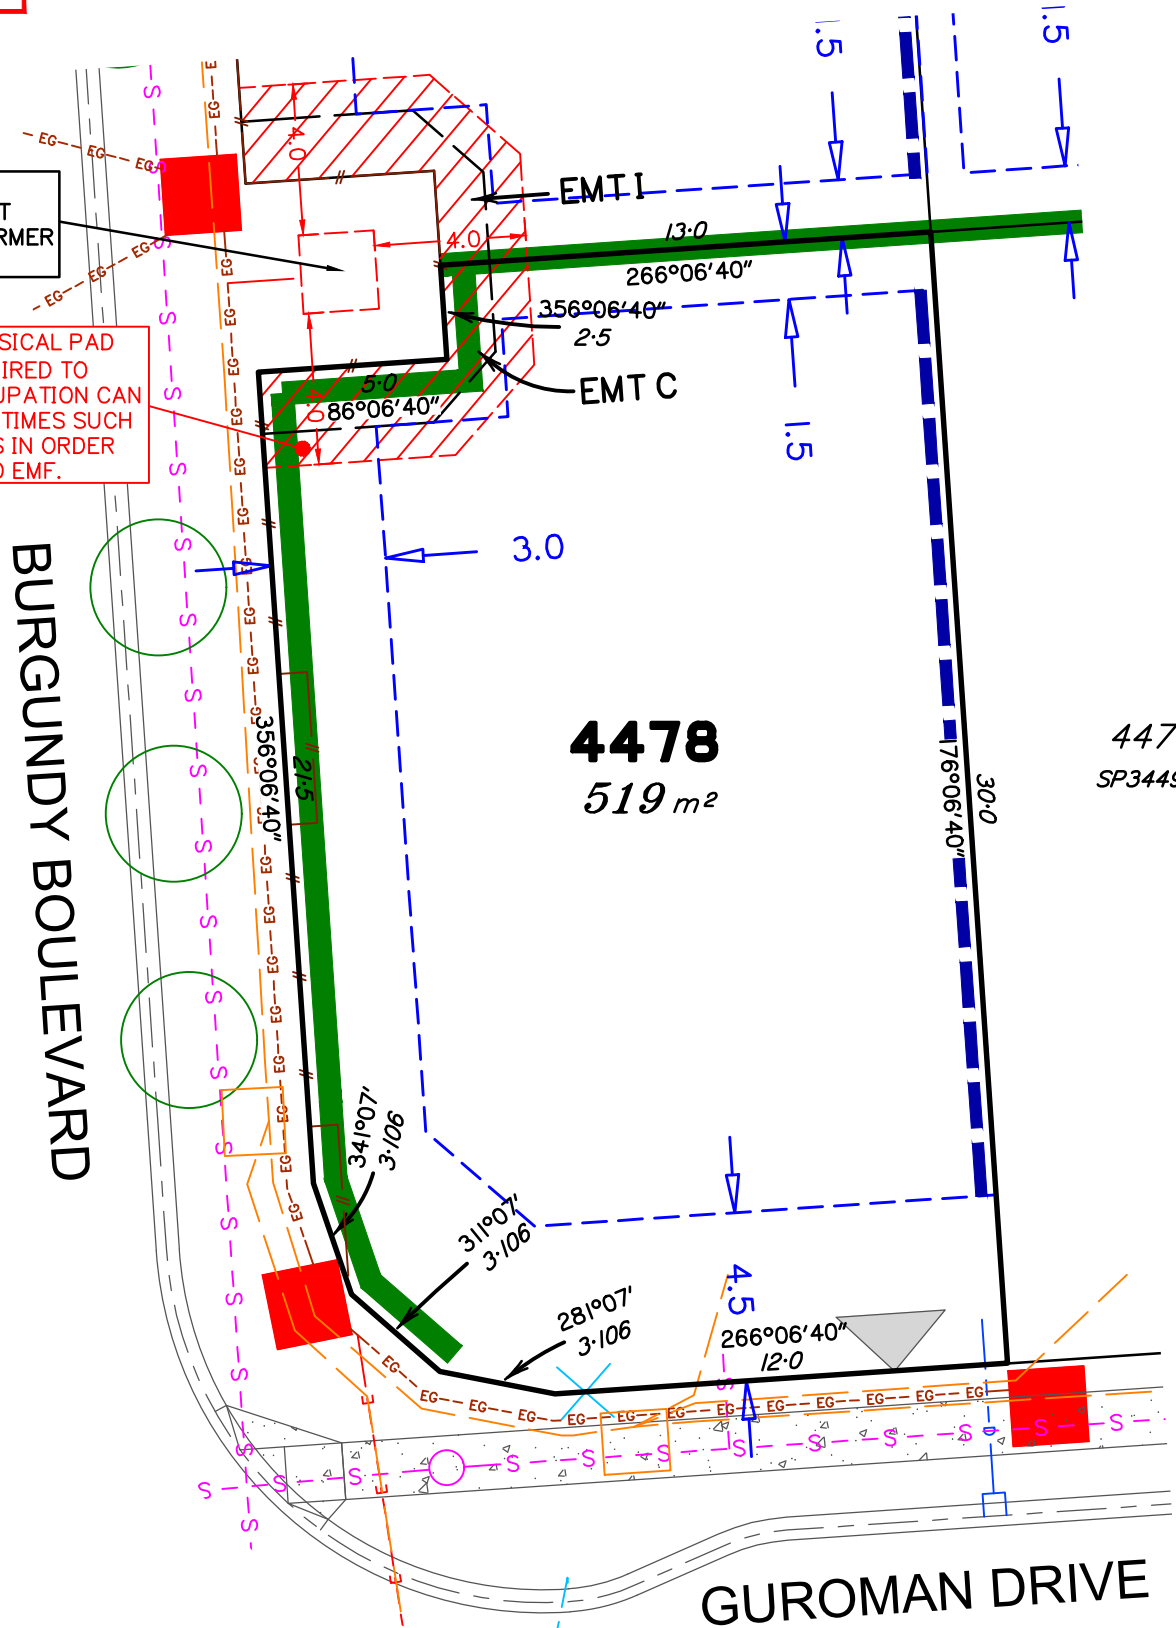 1.5
1.5
EMT I
4.0
T
RMER
13·0
4.0
266°06'40"
356°06'40"
2·5
SICAL PAD
IRED TO
UPATION CAN
TIMES SUCH
S IN ORDER
D EMF.
5·0
86°06'40"
4.0
EMT C
1.5
3.0
BURGUNDY BOULEVARD
4478
519 m²
356°06'40"
21·5
176°06'40"
30·0
447
SP3449
341°07'
3·106
311°07'
3·106
281°07'
3·106
4.5
266°06'40"
12·0
EG
S
E
D
GUROMAN DRIVE